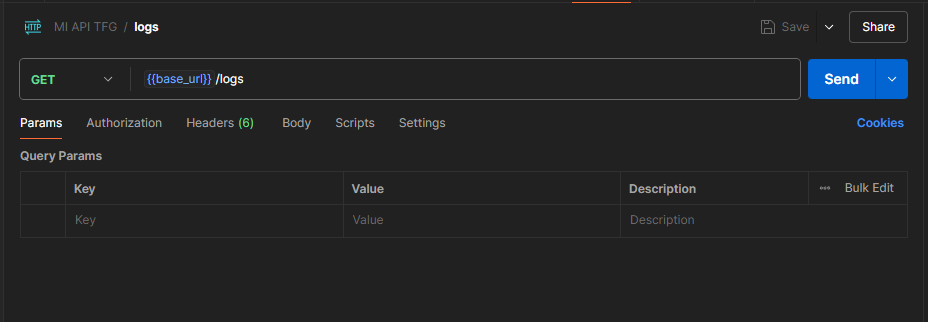 HTTP MI API TFG / logs Save Share
GET {{base_url}}/logs Send
Params Authorization Headers (6) Body Scripts Settings Cookies
Query Params
Key Value Description Bulk Edit
Key Value Description